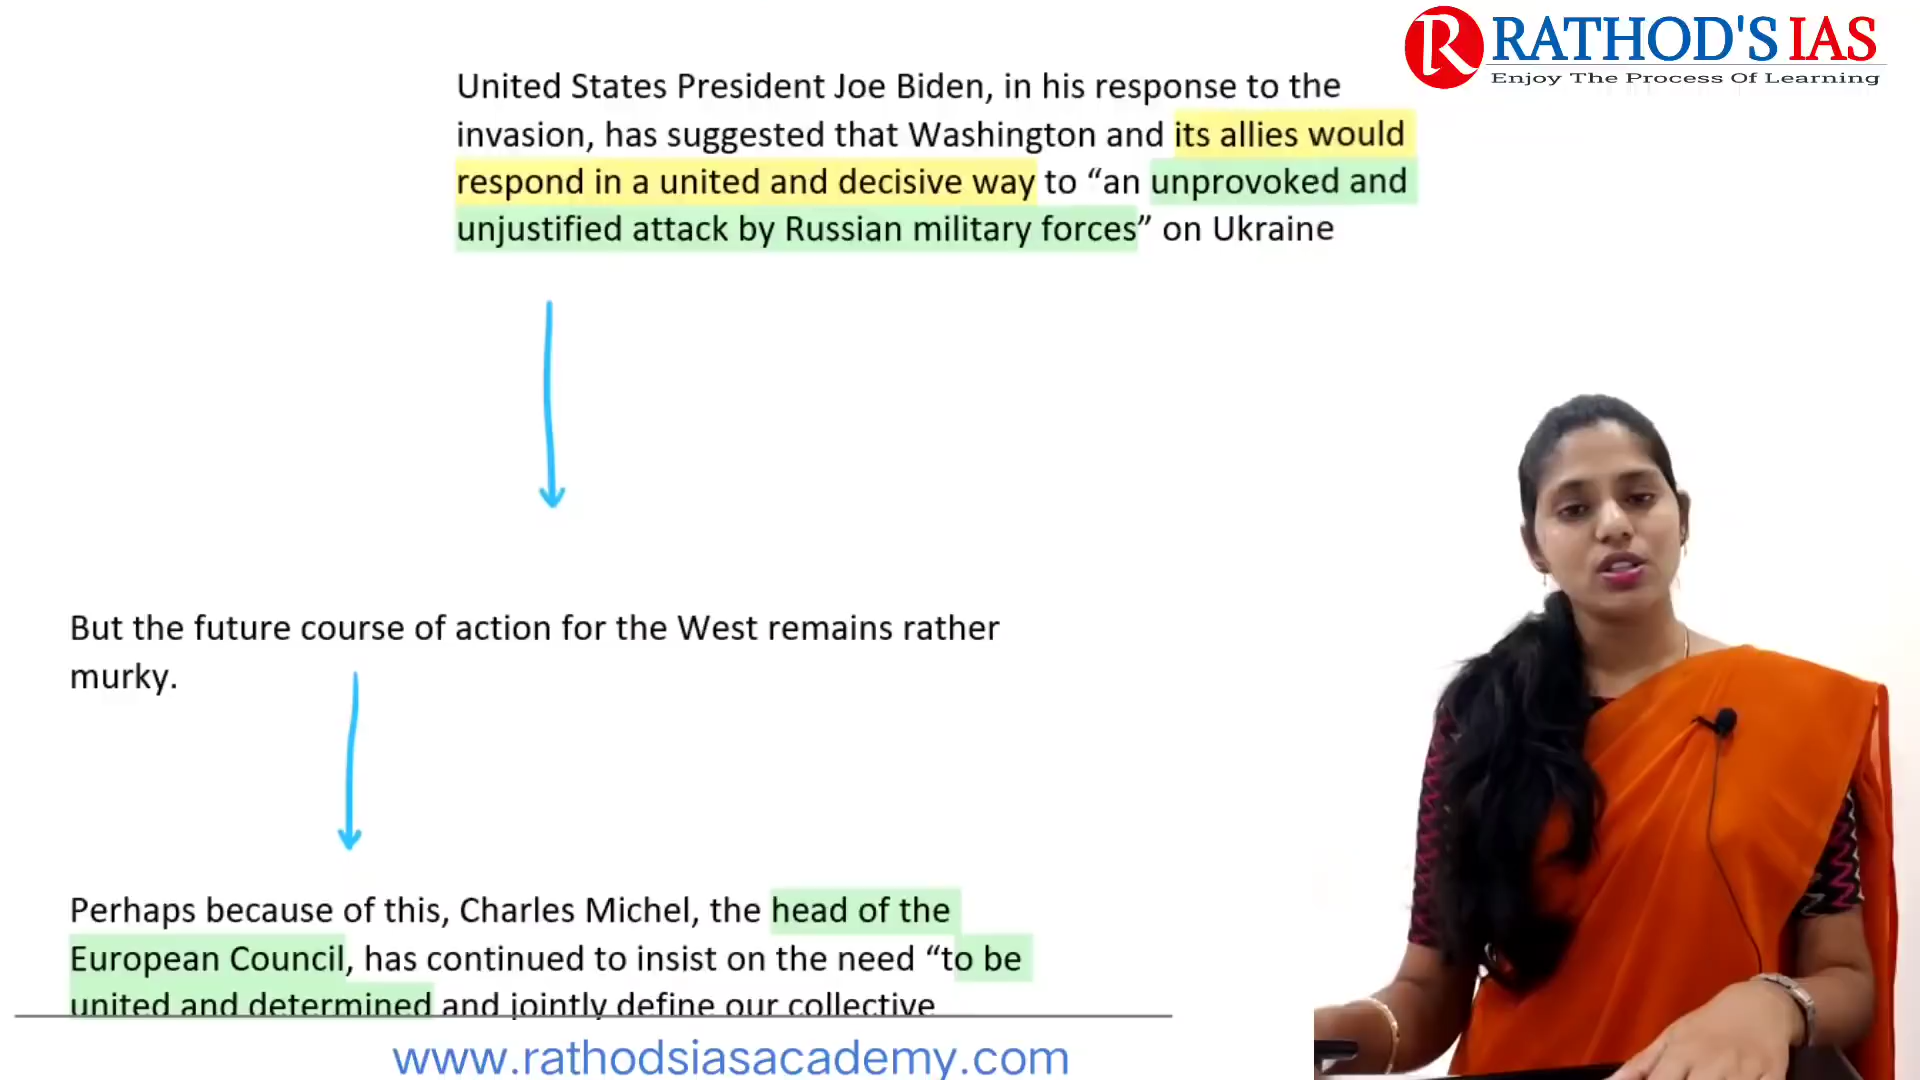 RATHOD'S IAS
Enjoy The Process Of Learning
United States President Joe Biden, in his response to the
invasion, has suggested that Washington and its allies would
respond in a united and decisive way to “an unprovoked and
unjustified attack by Russian military forces” on Ukraine
But the future course of action for the West remains rather
murky.
Perhaps because of this, Charles Michel, the head of the
European Council, has continued to insist on the need “to be
united and determined and jointly define our collective
www.rathodsiasacademy.com